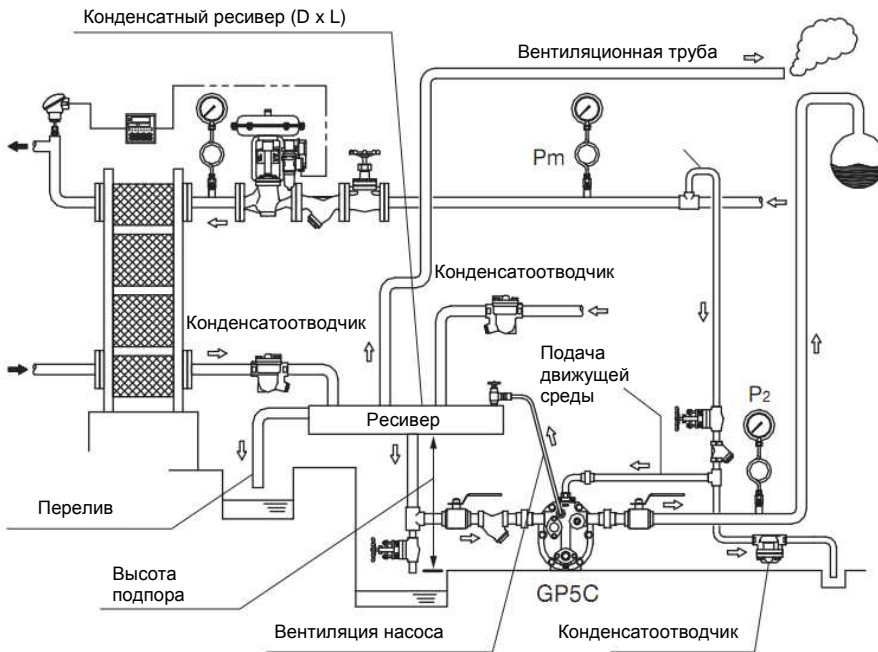 Конденсатный ресивер (D x L)
Вентиляционная труба
Pm
Конденсатоотводчик
Конденсатоотводчик
Подача
движущей
среды
P2
Ресивер
Перелив
Высота
подпора
GP5C
Вентиляция насоса
Конденсатоотводчик